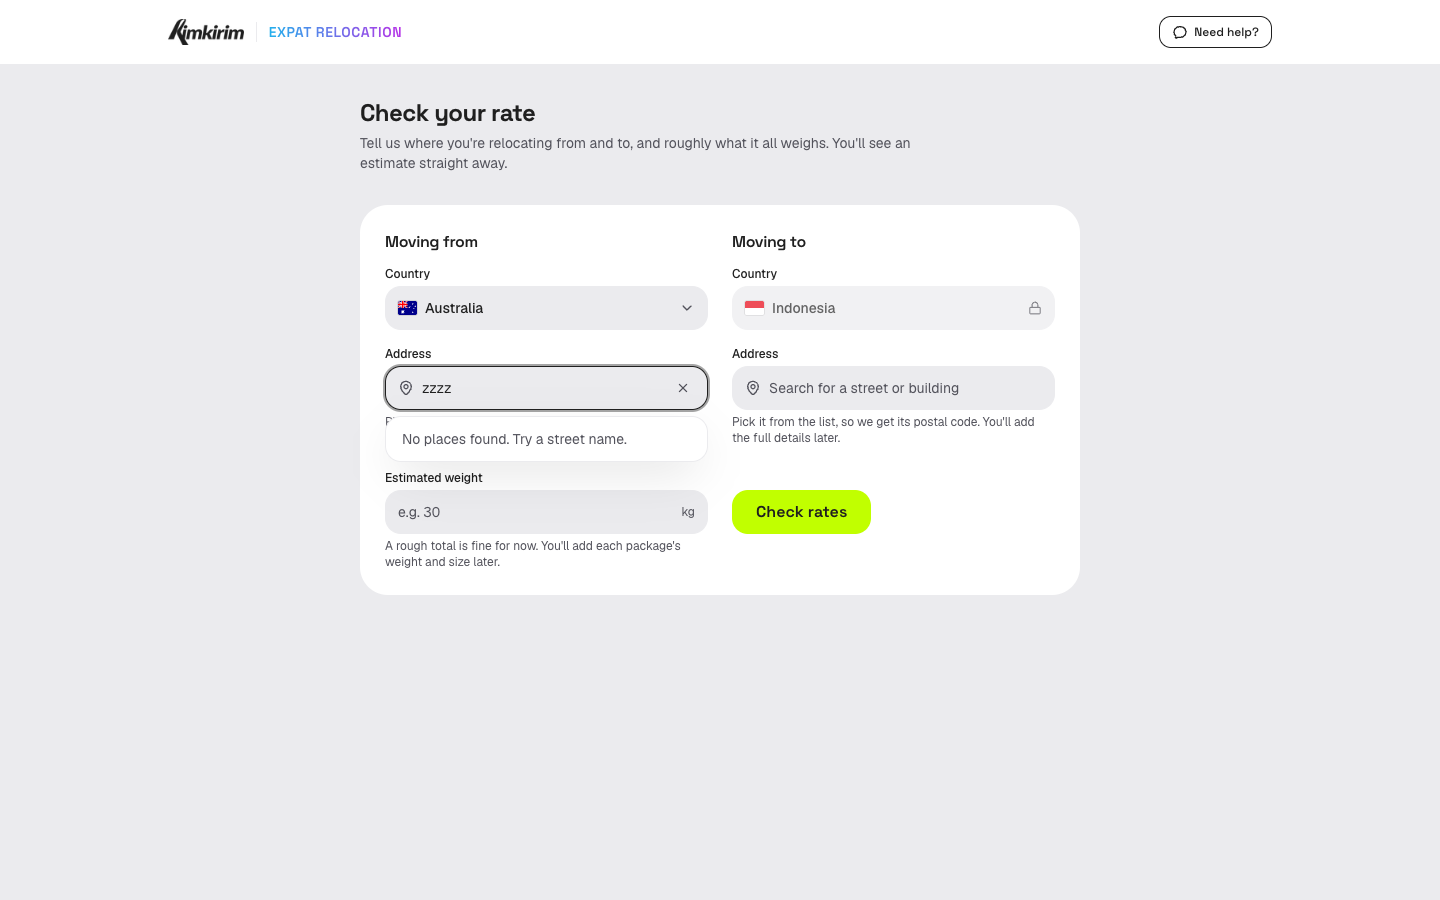 Kimkirim
EXPAT RELOCATION
Need help?
Check your rate
Tell us where you're relocating from and to, and roughly what it all weighs. You'll see an
estimate straight away.
Moving from
Country
Australia
Address
zzzz
No places found. Try a street name.
Estimated weight
e.g. 30
kg
A rough total is fine for now. You'll add each package's
weight and size later.
Moving to
Country
Indonesia
Address
Search for a street or building
Pick it from the list, so we get its postal code. You'll add
the full details later.
Check rates